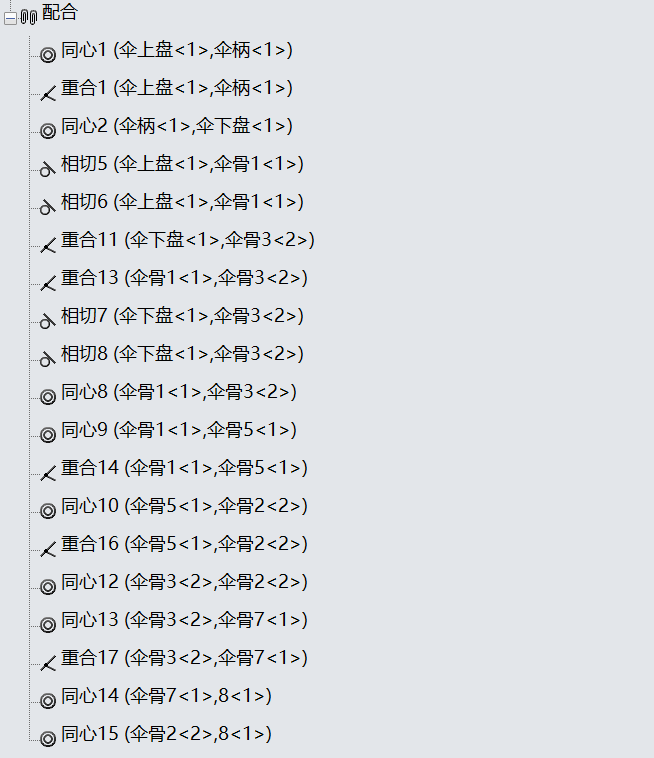 配合
同心1 (伞上盘<1>,伞柄<1>)
重合1 (伞上盘<1>,伞柄<1>)
同心2 (伞柄<1>,伞下盘<1>)
相切5 (伞上盘<1>,伞骨1<1>)
相切6 (伞上盘<1>,伞骨1<1>)
重合11 (伞下盘<1>,伞骨3<2>)
重合13 (伞骨1<1>,伞骨3<2>)
相切7 (伞下盘<1>,伞骨3<2>)
相切8 (伞下盘<1>,伞骨3<2>)
同心8 (伞骨1<1>,伞骨3<2>)
同心9 (伞骨1<1>,伞骨5<1>)
重合14 (伞骨1<1>,伞骨5<1>)
同心10 (伞骨5<1>,伞骨2<2>)
重合16 (伞骨5<1>,伞骨2<2>)
同心12 (伞骨3<2>,伞骨2<2>)
同心13 (伞骨3<2>,伞骨7<1>)
重合17 (伞骨3<2>,伞骨7<1>)
同心14 (伞骨7<1>,8<1>)
同心15 (伞骨2<2>,8<1>)